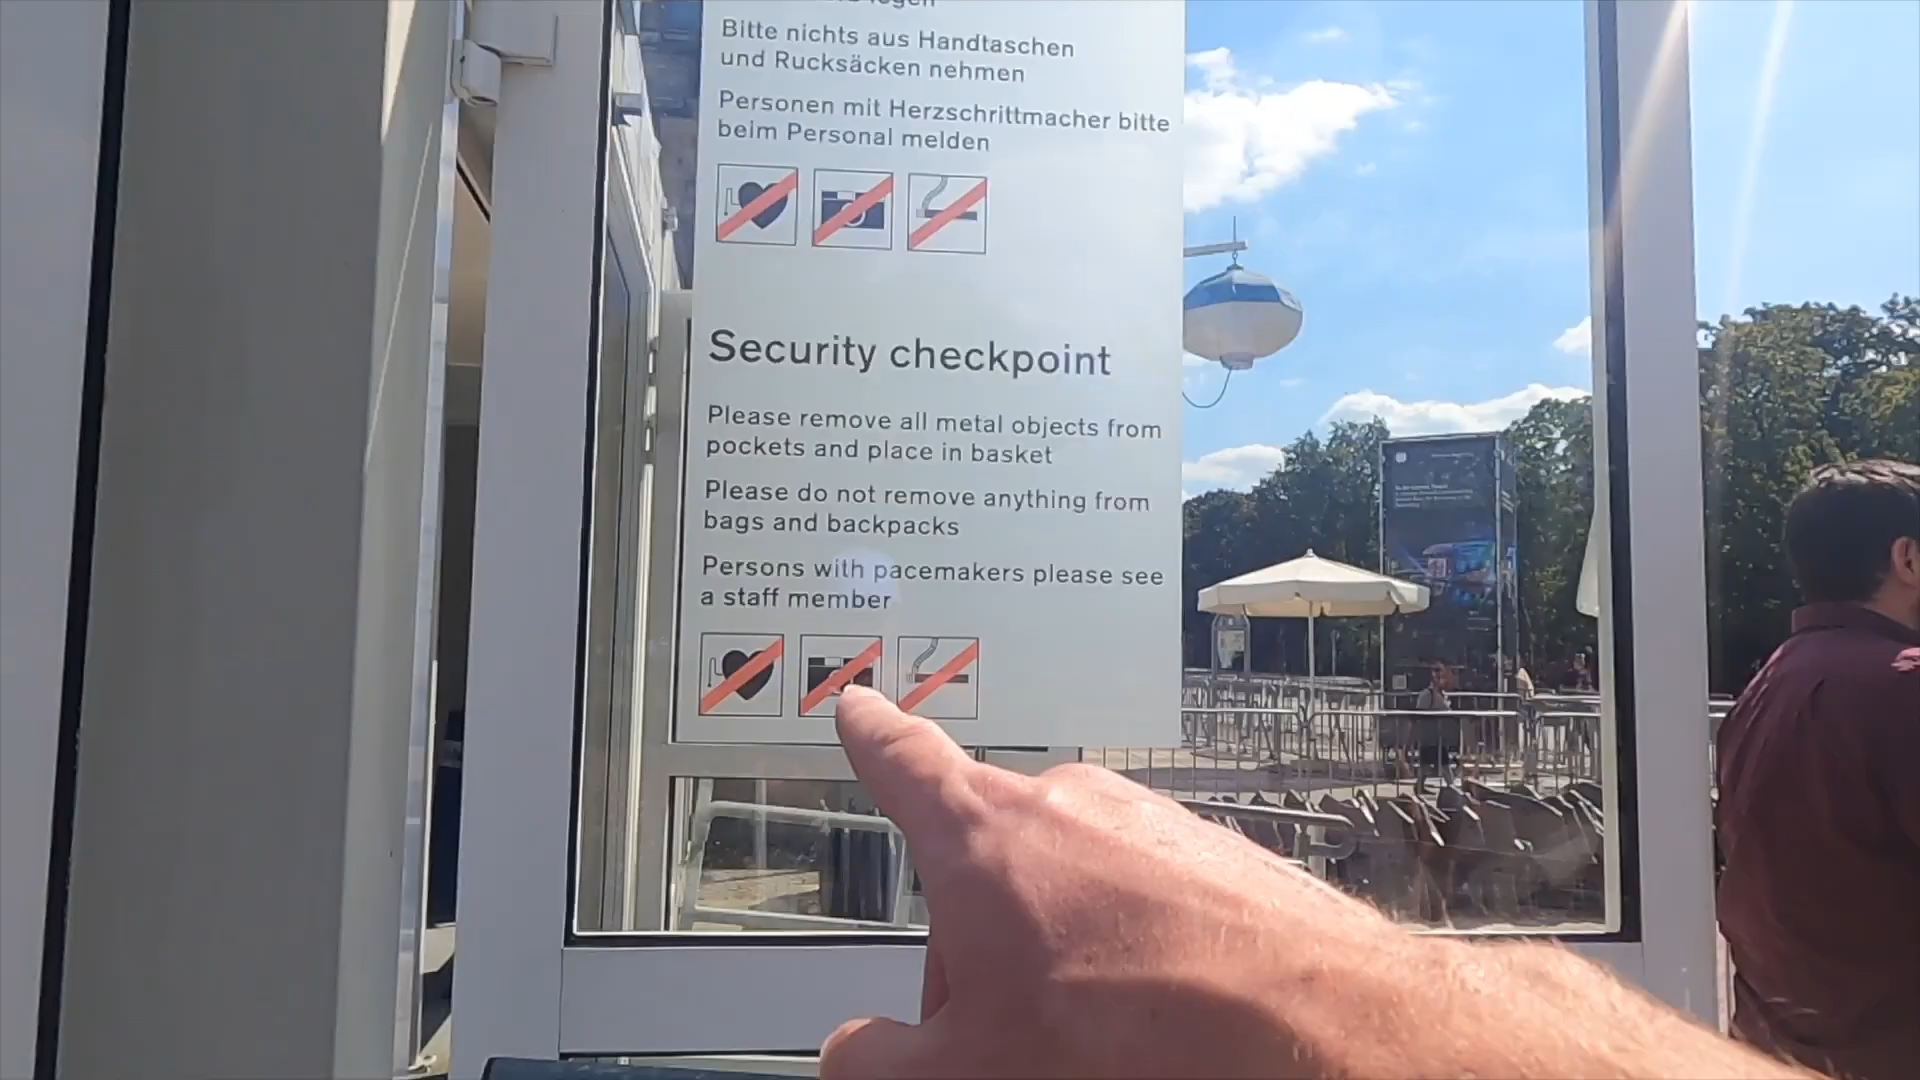 Bitte nichts aus Handtaschen
und Rucksäcken nehmen
Personen mit Herzschrittmacher bitte
beim Personal melden
Security checkpoint
Please remove all metal objects from
pockets and place in basket
Please do not remove anything from
bags and backpacks
Persons with pacemakers please see
a staff member